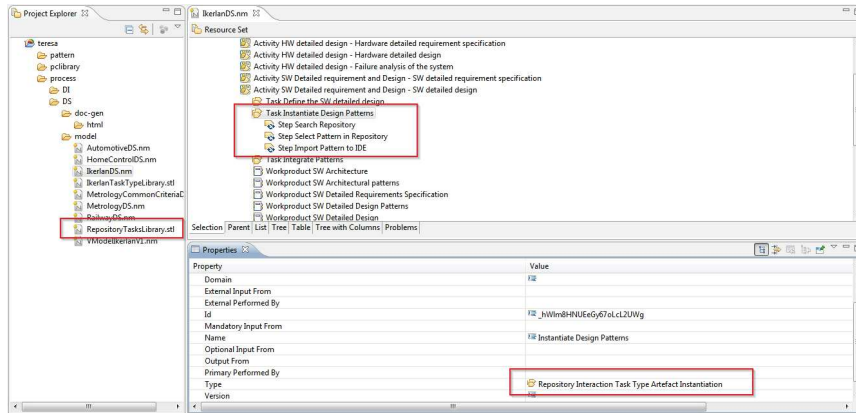 Project Explorer
teresa
pattern
pclibrary
process
DI
DS
doc-gen
html
model
AutomotiveDS.nm
HomeControlDS.nm
IkerlanDS.nm
IkerlanTaskTypeLibrary.stl
MetrologyCommonCriteriaD
MetrologyDS.nm
RailwayDS.nm
RepositoryTasksLibrary.stl
VModelIkerlanV1.nm
IkerlanDS.nm
Resource Set
Activity HW detailed design - Hardware detailed requirement specification
Activity HW detailed design - Hardware detailed design
Activity HW detailed design - Failure analysis of the system
Activity SW Detailed requirement and Design - SW detailed requirement specification
Activity SW Detailed requirement and Design - SW detailed design
Task Define the SW detailed design
Task Instantiate Design Patterns
Step Search Repository
Step Select Pattern in Repository
Step Import Pattern to IDE
Task Integrate Patterns
Workproduct SW Architecture
Workproduct SW Architectural patterns
Workproduct SW Detailed Requirements Specification
Workproduct SW Detailed Design Patterns
Workproduct SW Detailed Design
Selection Parent List Tree Table Tree with Columns Problems
Properties
Property Value
Domain
External Input From
External Performed By
Id _hWlm8HNUEeGy67oLcL2UWg
Mandatory Input From
Name Instantiate Design Patterns
Optional Input From
Output From
Primary Performed By
Type Repository Interaction Task Type Artefact Instantiation
Version